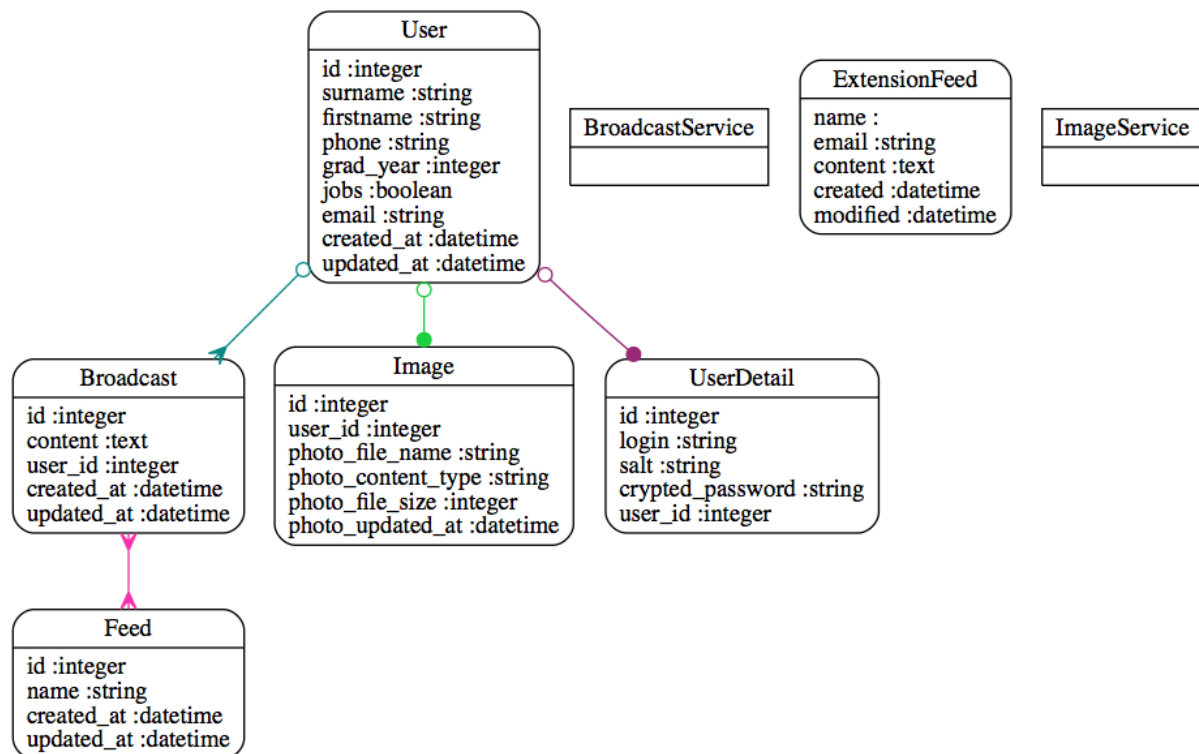 User
id :integer
surname :string
firstname :string
phone :string
grad_year :integer
jobs :boolean
email :string
created_at :datetime
updated_at :datetime
BroadcastService
ExtensionFeed
name :
email :string
content :text
created :datetime
modified :datetime
ImageService
Broadcast
id :integer
content :text
user_id :integer
created_at :datetime
updated_at :datetime
Image
id :integer
user_id :integer
photo_file_name :string
photo_content_type :string
photo_file_size :integer
photo_updated_at :datetime
UserDetail
id :integer
login :string
salt :string
crypted_password :string
user_id :integer
Feed
id :integer
name :string
created_at :datetime
updated_at :datetime